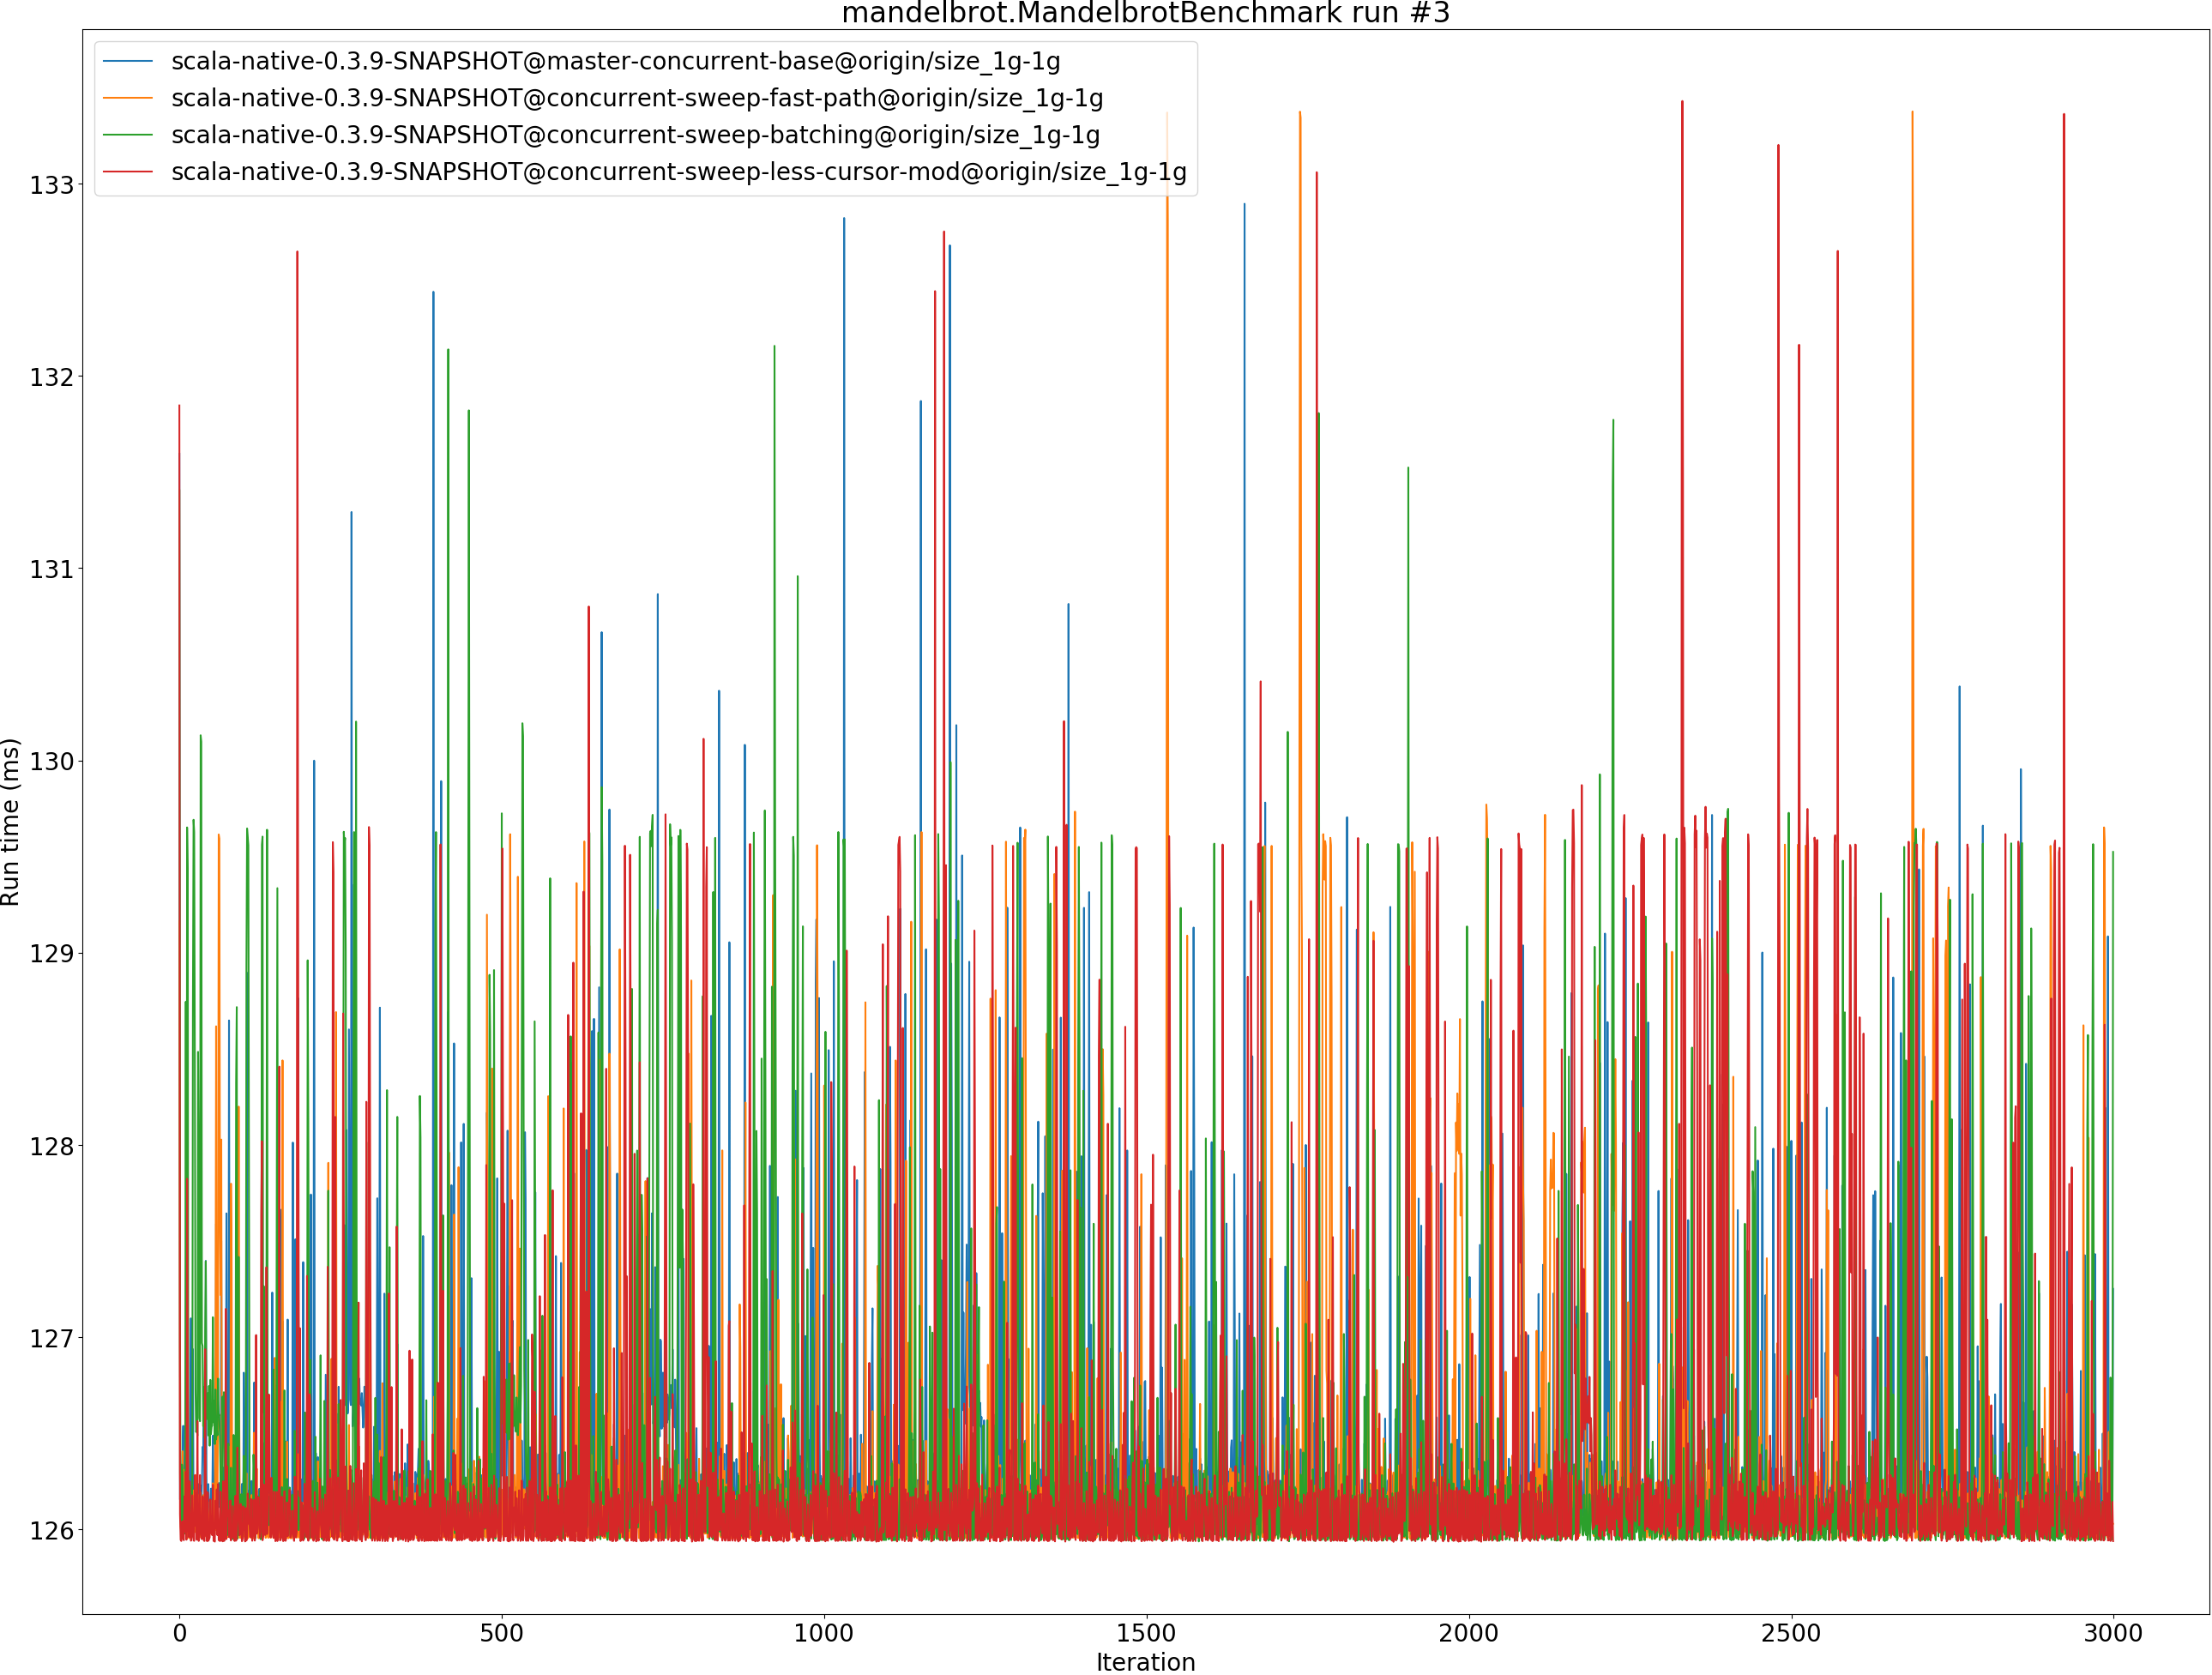 mandelbrot.MandelbrotBenchmark run #3
scala-native-0.3.9-SNAPSHOT@master-concurrent-base@origin/size_1g-1g
scala-native-0.3.9-SNAPSHOT@concurrent-sweep-fast-path@origin/size_1g-1g
scala-native-0.3.9-SNAPSHOT@concurrent-sweep-batching@origin/size_1g-1g
scala-native-0.3.9-SNAPSHOT@concurrent-sweep-less-cursor-mod@origin/size_1g-1g
133
132
131
130
129
128
127
126
Run time (ms)
0 500 1000 1500 2000 2500 3000
Iteration